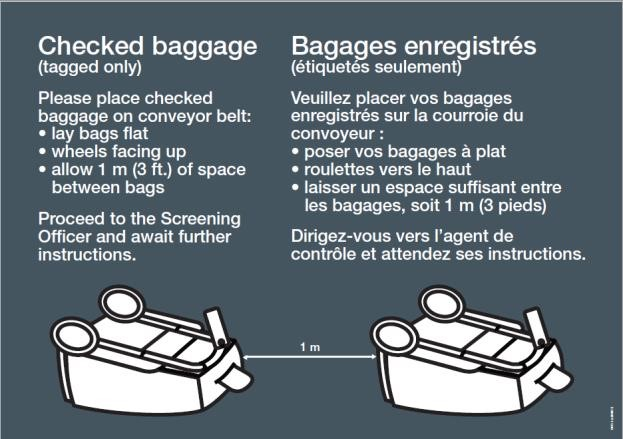 Checked baggage
(tagged only)
Please place checked
baggage on conveyor belt:
• lay bags flat
• wheels facing up
• allow 1 m (3 ft.) of space
between bags
Proceed to the Screening
Officer and await further
instructions.
Bagages enregistrés
(étiquetés seulement)
Veuillez placer vos bagages
enregistrés sur la courroie du
convoyeur :
• poser vos bagages à plat
• roulettes vers le haut
• laisser un espace suffisant entre
les bagages, soit 1 m (3 pieds)
Dirigez-vous vers l’agent de
contrôle et attendez ses instructions.
1 m